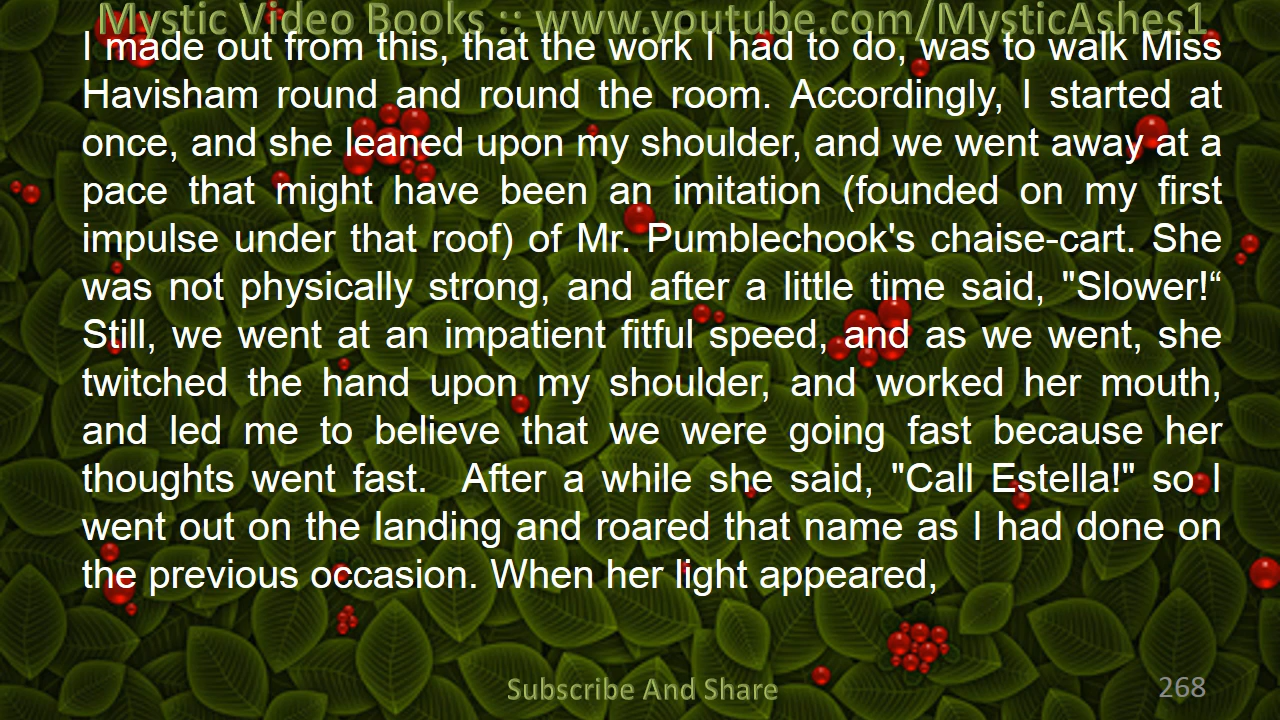 Mystic Video Books :: www.youtube.com/MysticAshes1
I made out from this, that the work I had to do, was to walk Miss
Havisham round and round the room. Accordingly, I started at
once, and she leaned upon my shoulder, and we went away at a
pace that might have been an imitation (founded on my first
impulse under that roof) of Mr. Pumblechook's chaise-cart. She
was not physically strong, and after a little time said, "Slower!“
Still, we went at an impatient fitful speed, and as we went, she
twitched the hand upon my shoulder, and worked her mouth,
and led me to believe that we were going fast because her
thoughts went fast.  After a while she said, "Call Estella!" so I
went out on the landing and roared that name as I had done on
the previous occasion. When her light appeared,
Subscribe And Share
268